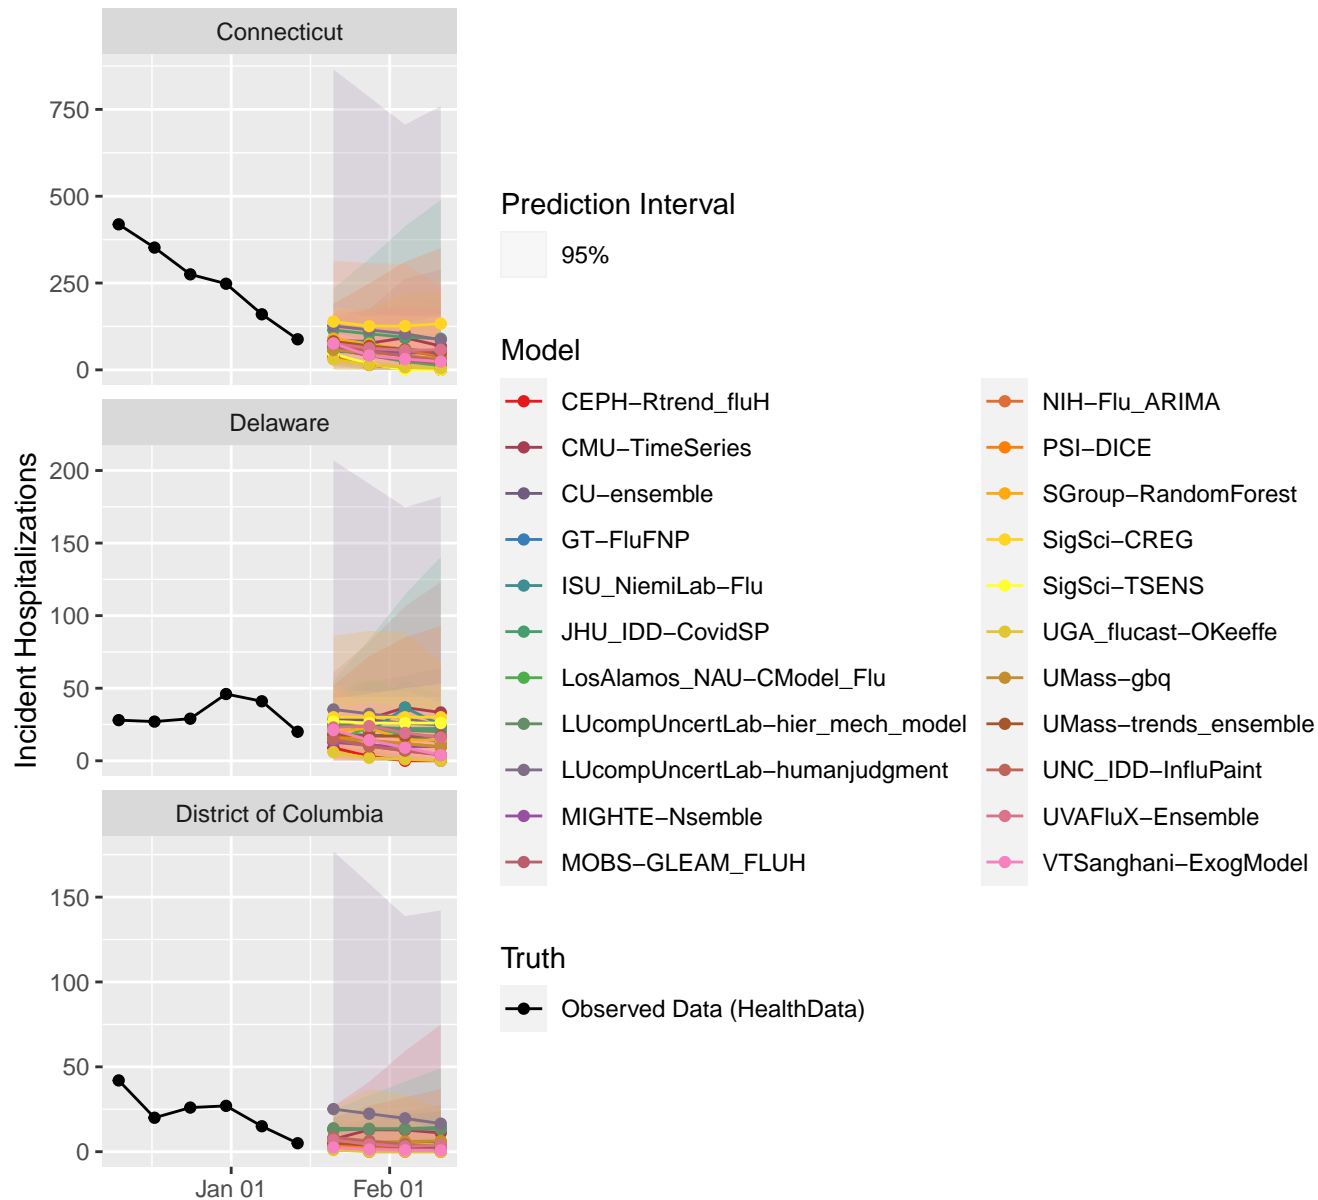 Connecticut
750
500
250
0
Delaware
200
150
100
50
0
District of Columbia
150
100
50
0
Jan 01
Feb 01
Incident Hospitalizations
Prediction Interval
95%
Model
CEPH−Rtrend_fluH
CMU−TimeSeries
CU−ensemble
GT−FluFNP
ISU_NiemiLab−Flu
JHU_IDD−CovidSP
LosAlamos_NAU−CModel_Flu
LUcompUncertLab−hier_mech_model
LUcompUncertLab−humanjudgment
MIGHTE−Nsemble
MOBS−GLEAM_FLUH
NIH−Flu_ARIMA
PSI−DICE
SGroup−RandomForest
SigSci−CREG
SigSci−TSENS
UGA_flucast−OKeeffe
UMass−gbq
UMass−trends_ensemble
UNC_IDD−InfluPaint
UVAFluX−Ensemble
VTSanghani−ExogModel
Truth
Observed Data (HealthData)